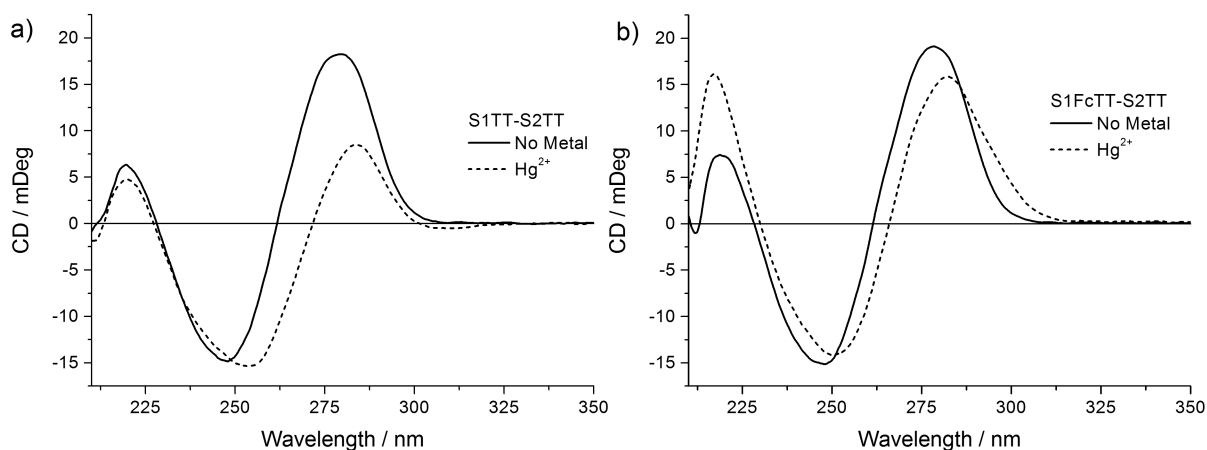 a)
20
15
10
5
0
-5
-10
-15
CD / mDeg
S1TT-S2TT
No Metal
Hg²⁺
225
250
275
300
325
350
Wavelength / nm
b)
20
15
10
5
0
-5
-10
-15
CD / mDeg
S1FcTT-S2TT
No Metal
Hg²⁺
225
250
275
300
325
350
Wavelength / nm